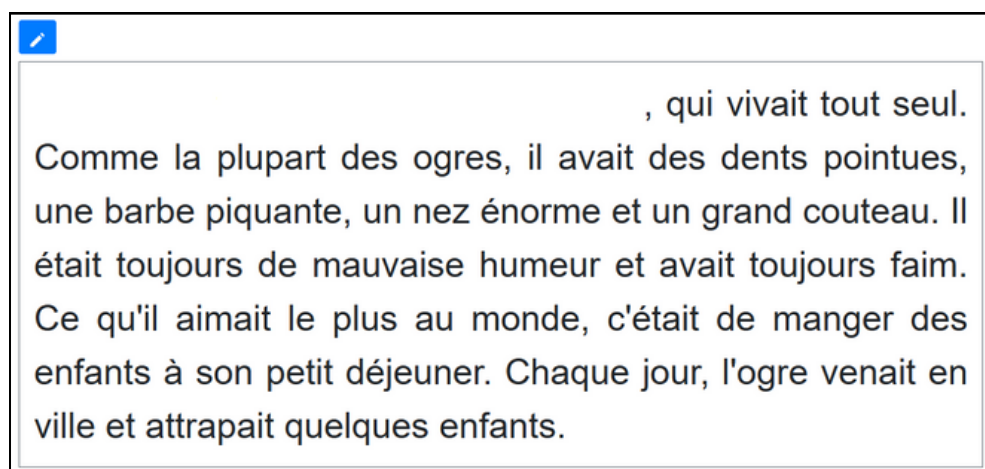 , qui vivait tout seul.
Comme la plupart des ogres, il avait des dents pointues,
une barbe piquante, un nez énorme et un grand couteau. Il
était toujours de mauvaise humeur et avait toujours faim.
Ce qu'il aimait le plus au monde, c'était de manger des
enfants à son petit déjeuner. Chaque jour, l'ogre venait en
ville et attrapait quelques enfants.